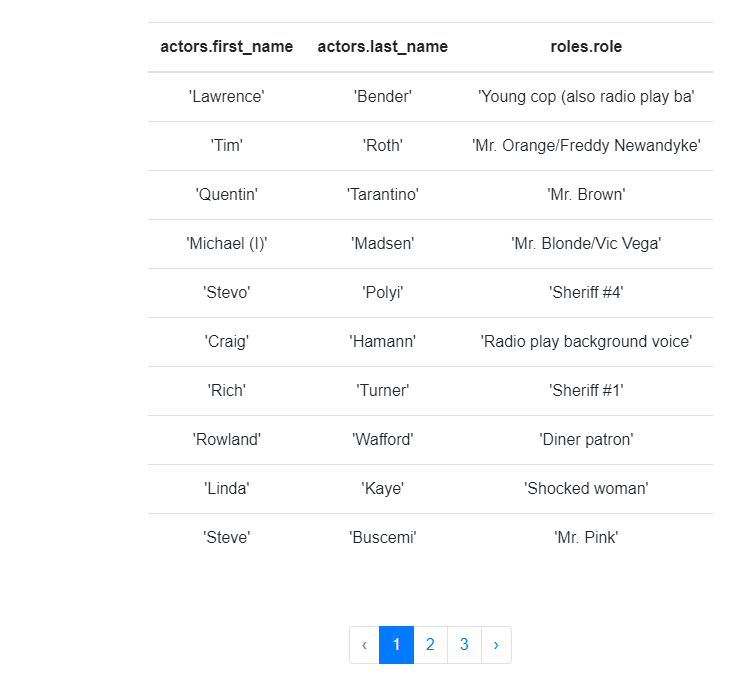 actors.first_name actors.last_name roles.role
'Lawrence' 'Bender' 'Young cop (also radio play ba'
'Tim' 'Roth' 'Mr. Orange/Freddy Newandyke'
'Quentin' 'Tarantino' 'Mr. Brown'
'Michael (I)' 'Madsen' 'Mr. Blonde/Vic Vega'
'Stevo' 'Polyi' 'Sheriff #4'
'Craig' 'Hamann' 'Radio play background voice'
'Rich' 'Turner' 'Sheriff #1'
'Rowland' 'Wafford' 'Diner patron'
'Linda' 'Kaye' 'Shocked woman'
'Steve' 'Buscemi' 'Mr. Pink'
‹ 1 2 3 ›